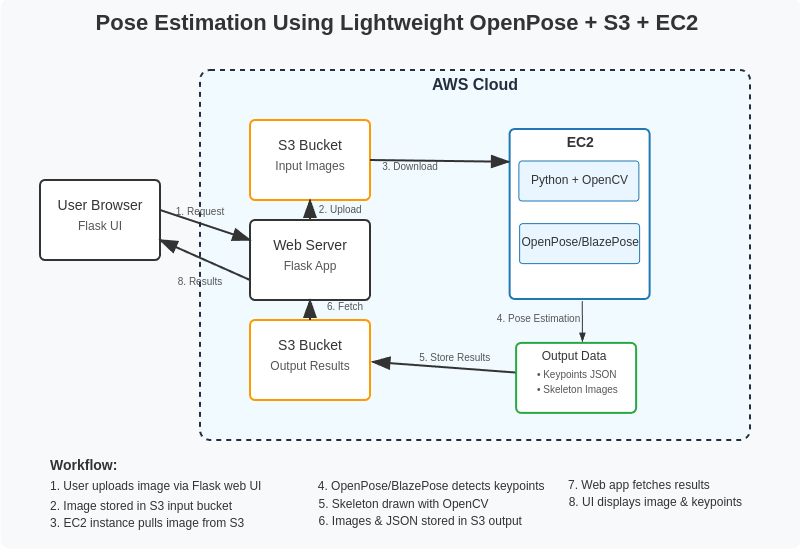 Pose Estimation Using Lightweight OpenPose + S3 + EC2
AWS Cloud
User Browser
Flask UI
1. Request
8. Results
S3 Bucket
Input Images
2. Upload
Web Server
Flask App
6. Fetch
S3 Bucket
Output Results
3. Download
EC2
Python + OpenCV
OpenPose/BlazePose
4. Pose Estimation
Output Data
• Keypoints JSON
• Skeleton Images
5. Store Results
Workflow:
1. User uploads image via Flask web UI
2. Image stored in S3 input bucket
3. EC2 instance pulls image from S3
4. OpenPose/BlazePose detects keypoints
5. Skeleton drawn with OpenCV
6. Images & JSON stored in S3 output
7. Web app fetches results
8. UI displays image & keypoints